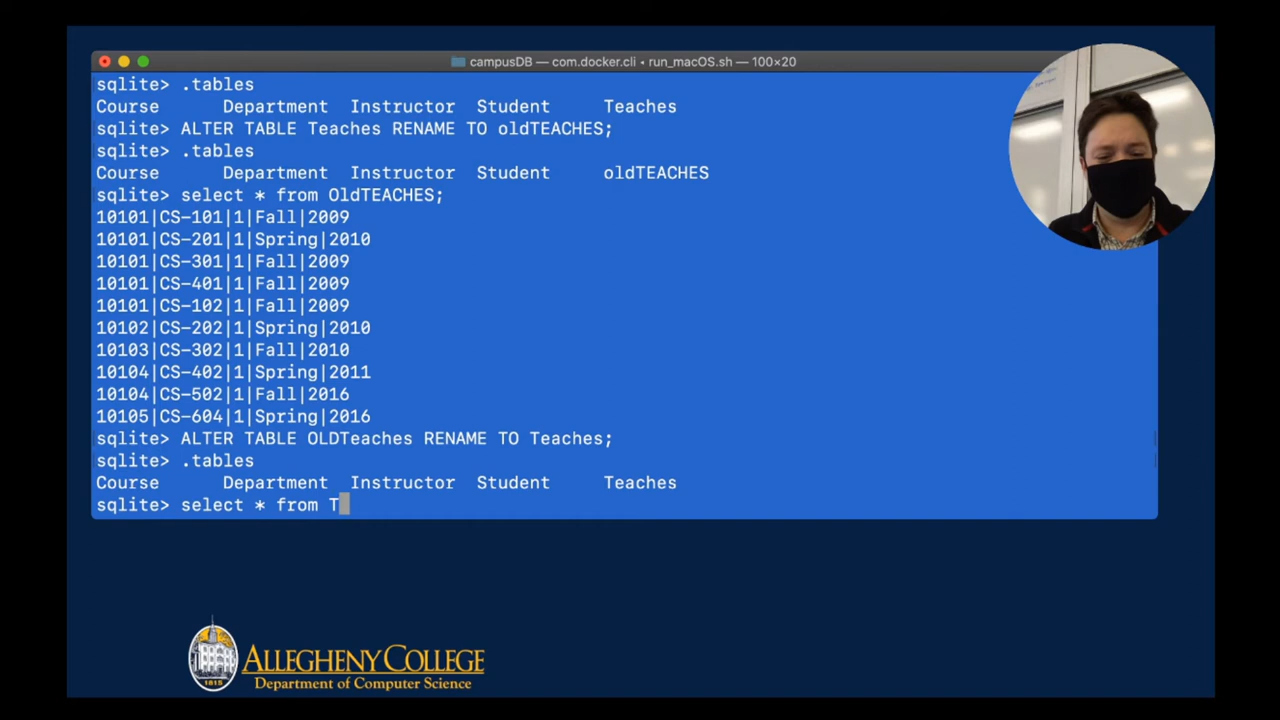 campusDB — com.docker.cli • run_macOS.sh — 100×20
sqlite> .tables
Course Department Instructor Student Teaches
sqlite> ALTER TABLE Teaches RENAME TO oldTEACHES;
sqlite> .tables
Course Department Instructor Student oldTEACHES
sqlite> select * from OldTEACHES;
10101|CS-101|1|Fall|2009
10101|CS-201|1|Spring|2010
10101|CS-301|1|Fall|2009
10101|CS-401|1|Fall|2009
10101|CS-102|1|Fall|2009
10102|CS-202|1|Spring|2010
10103|CS-302|1|Fall|2010
10104|CS-402|1|Spring|2011
10104|CS-502|1|Fall|2016
10105|CS-604|1|Spring|2016
sqlite> ALTER TABLE OLDTeaches RENAME TO Teaches;
sqlite> .tables
Course Department Instructor Student Teaches
sqlite> select * from T
1815
ALLEGHENY COLLEGE
Department of Computer Science